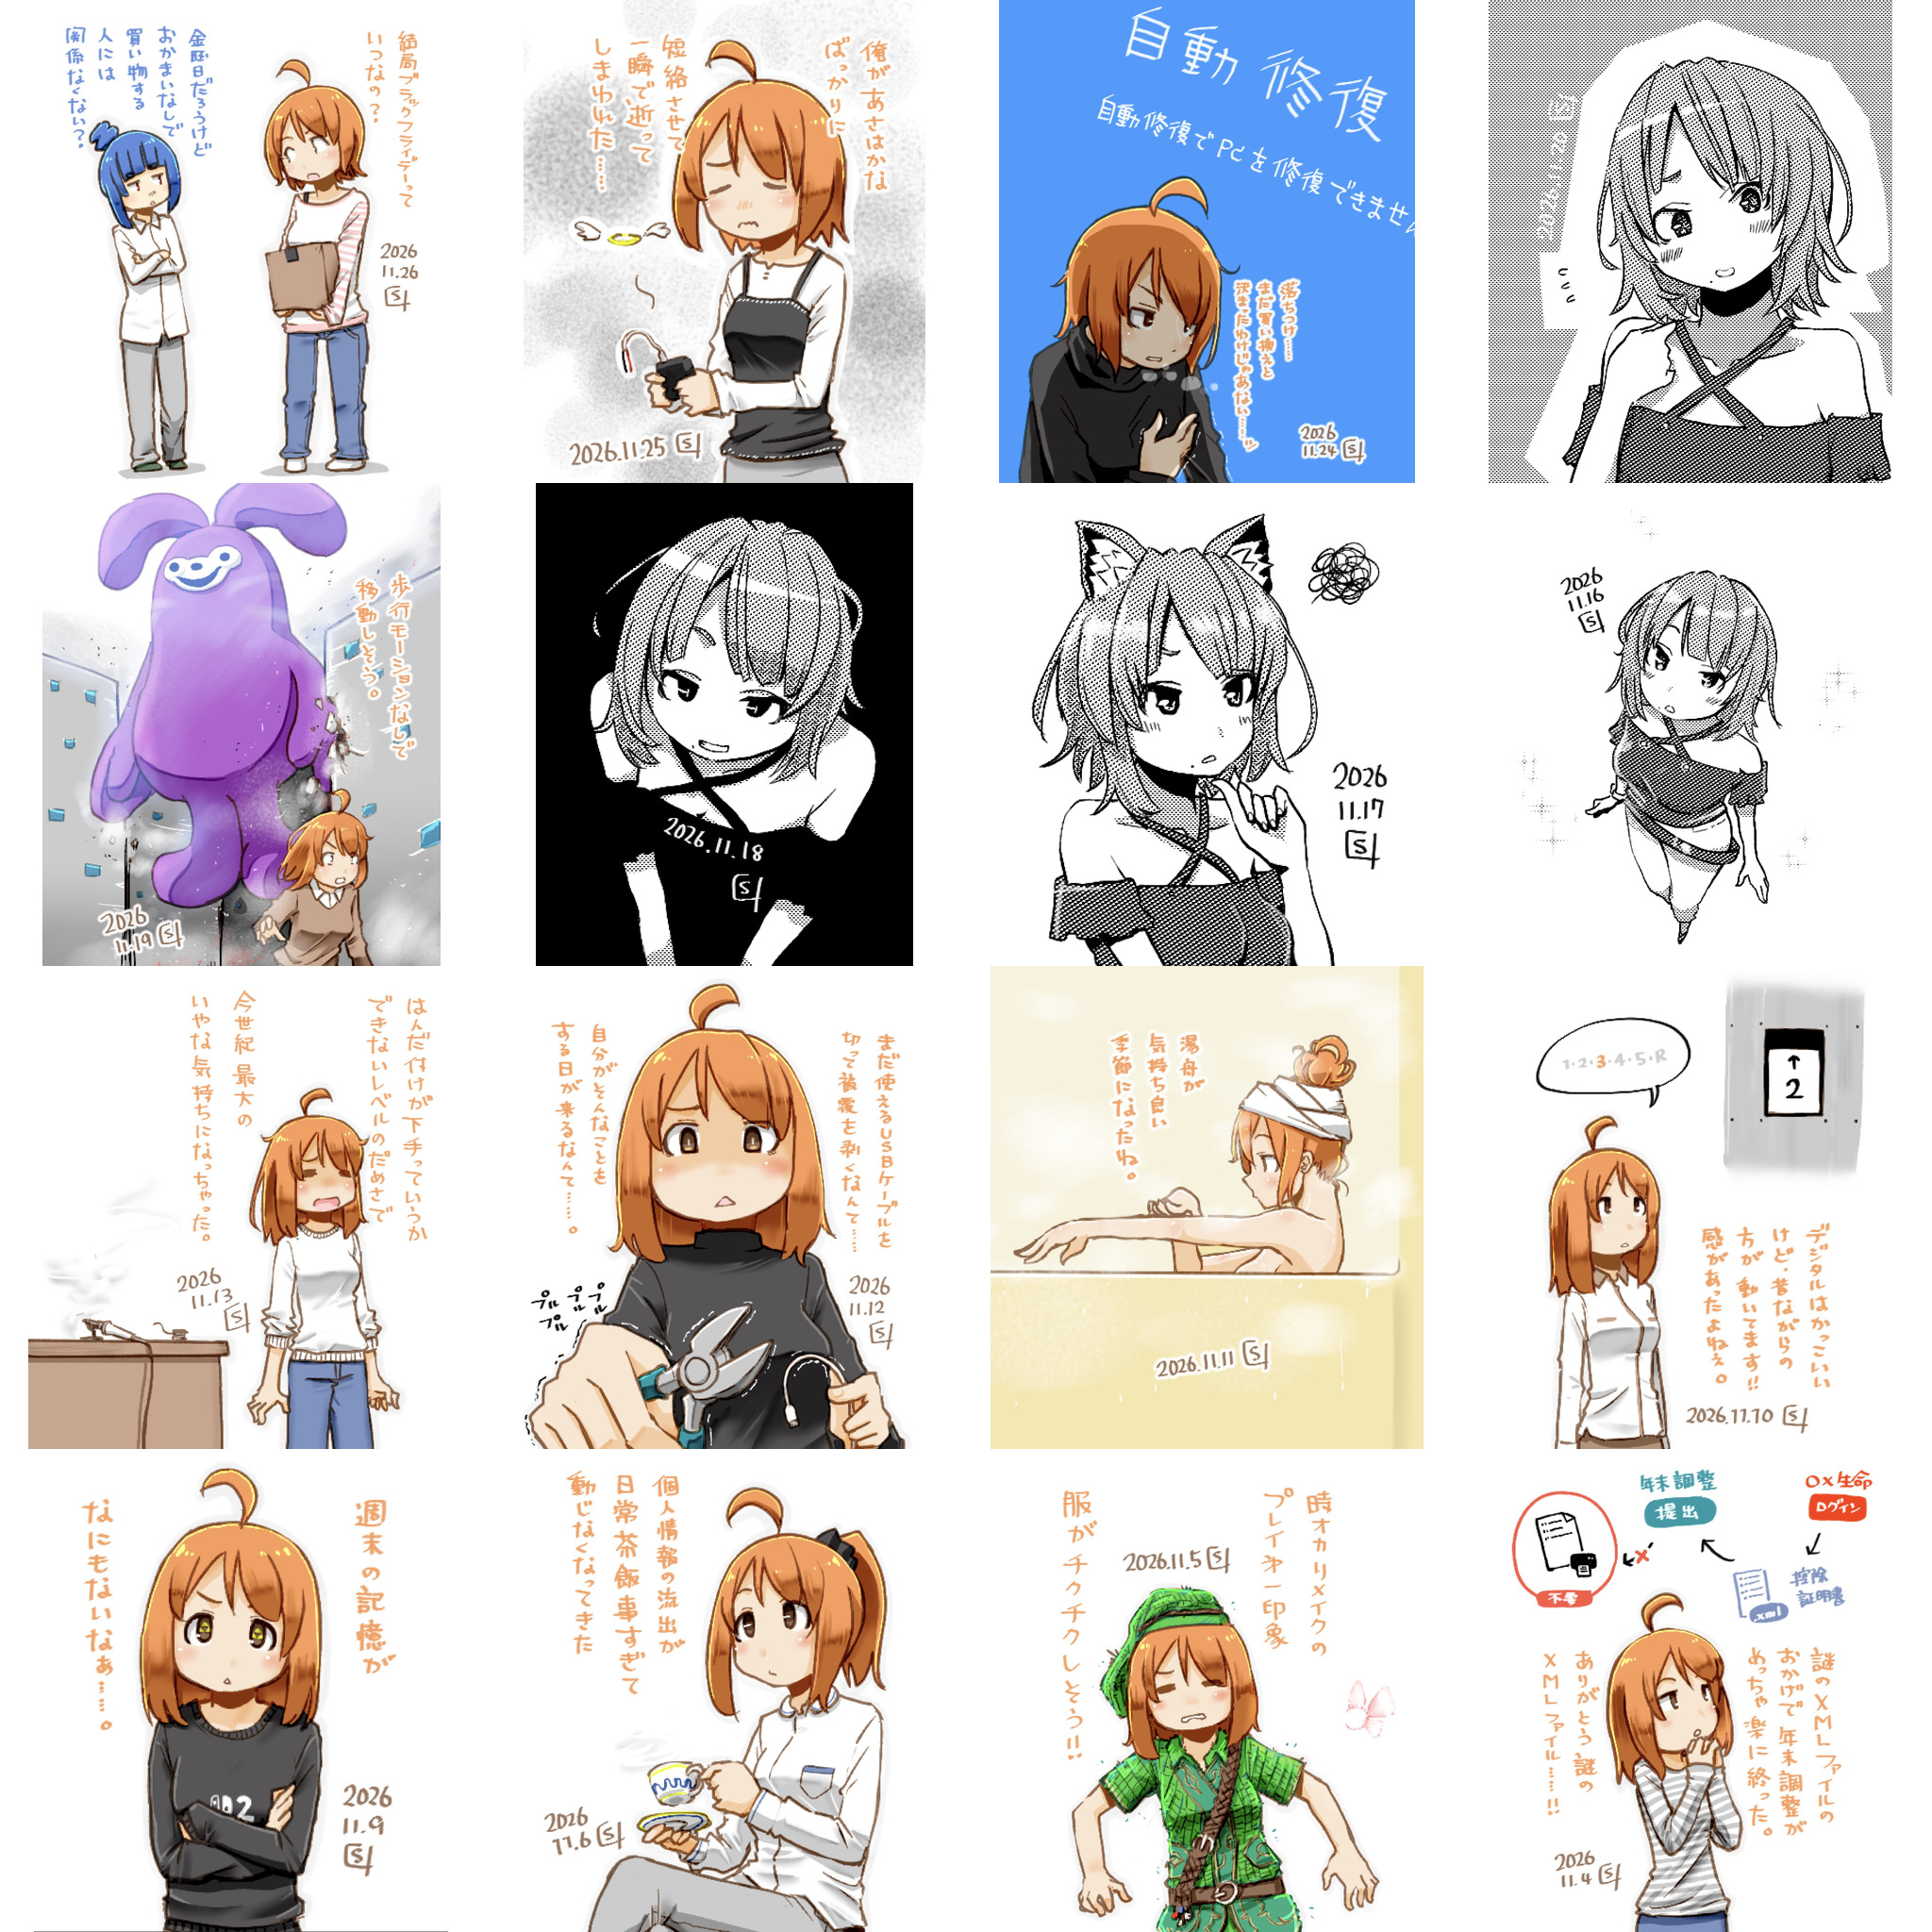 結局ブラックフライデーって
いつなの?
金曜日だろうけど
おかまいなしで
買い物する
人には
関係なくない?
2026
11.26
俺があさはかな
ばっかりに
短絡させて
一瞬で逝って
しまわれた……
2026.11.25
自動修復
自動修復でPCを修復できません
落ちつけ……
まだ買い換えと
決まったわけじゃあない……ッ
2026
11.24
2026.11.20
歩行モーションなしで
移動しそう。
2026
11.19
2026.11.18
2026
11.17
2026
11.16
はんだ付けが下手っていうか
できないレベルのだめさで
今世紀最大の
いやな気持ちになっちゃった。
2026
11.13
まだ使えるUSBケーブルを
切って被覆を剥くなんて……
自分がそんなことを
する日が来るなんて……。
プル プル プル
プル
2026
11.12
湯舟が
気持ち良い
季節になったね。
2026.11.11
1・2・3・4・5・R
↑
2
デジタルはかっこいい
けど、昔ながらの
方が動いてます!!
感があったよねぇ。
2026.11.10
週末の記憶が
なにもないなぁ……。
2026
11.9
個人情報の流出が
日常茶飯事すぎて
動じなくなってきた
2026
11.6
時オカリメイクの
プレイ第一印象
服がチクチクしそう!!
2026.11.5
年末調整
提出
〇×生命
ログイン
不要
控除
証明書
.xml
謎のXMLファイルの
おかげで年末調整が
めっちゃ楽に終った。
ありがとう謎の
XMLファイル……!!
2026
11.4